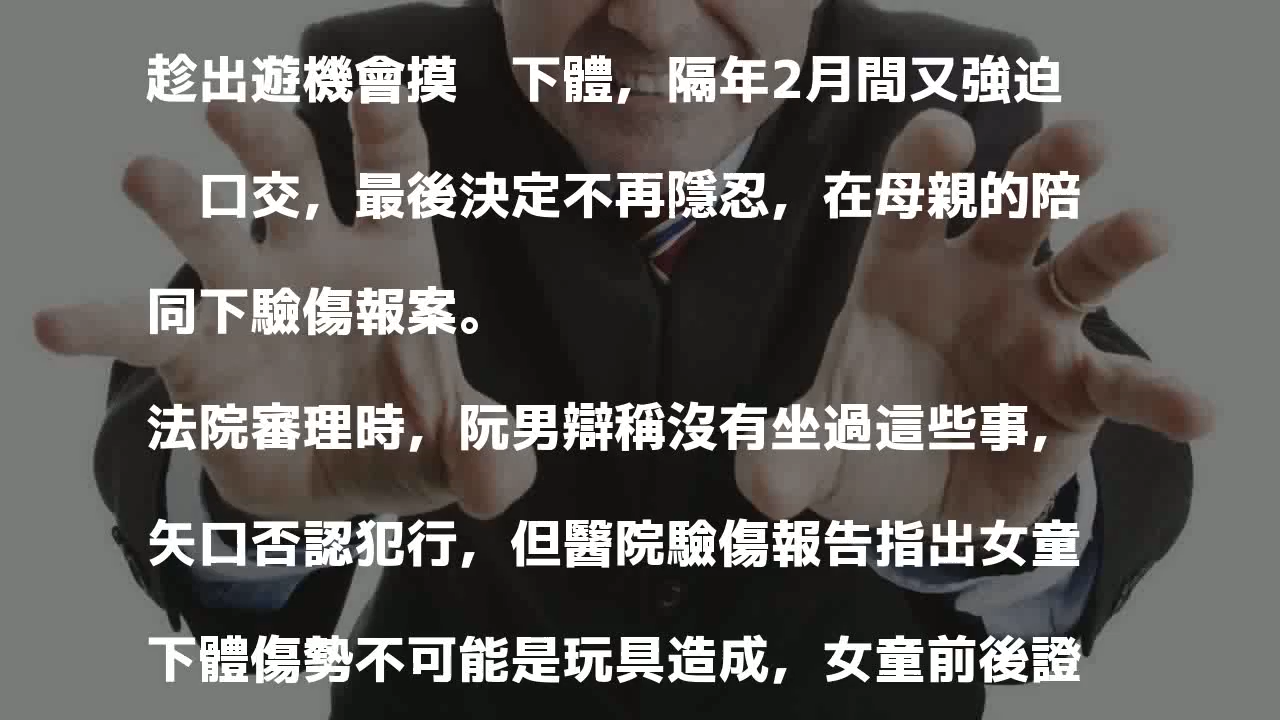 趁出遊機會摸　下體，隔年2月間又強迫
　口交，最後決定不再隱忍，在母親的陪
同下驗傷報案。
法院審理時，阮男辯稱沒有坐過這些事，
矢口否認犯行，但醫院驗傷報告指出女童
下體傷勢不可能是玩具造成，女童前後證